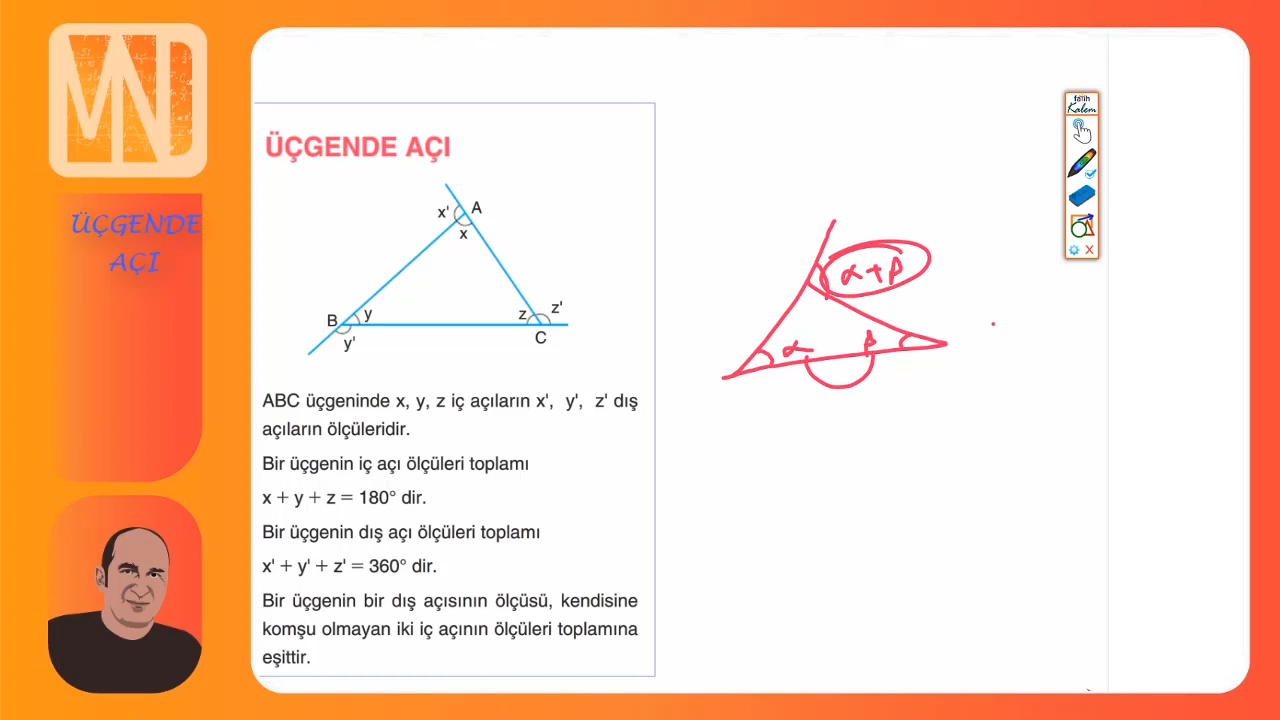 ÜÇGENDE
AÇI
ÜÇGENDE AÇI
x' A
x
B y z z'
y' C
ABC üçgeninde x, y, z iç açıların x', y', z' dış
açıların ölçüleridir.
Bir üçgenin iç açı ölçüleri toplamı
x + y + z = 180° dir.
Bir üçgenin dış açı ölçüleri toplamı
x' + y' + z' = 360° dir.
Bir üçgenin bir dış açısının ölçüsü, kendisine
komşu olmayan iki iç açının ölçüleri toplamına
eşittir.
α+β
α β
fatih
Kalem